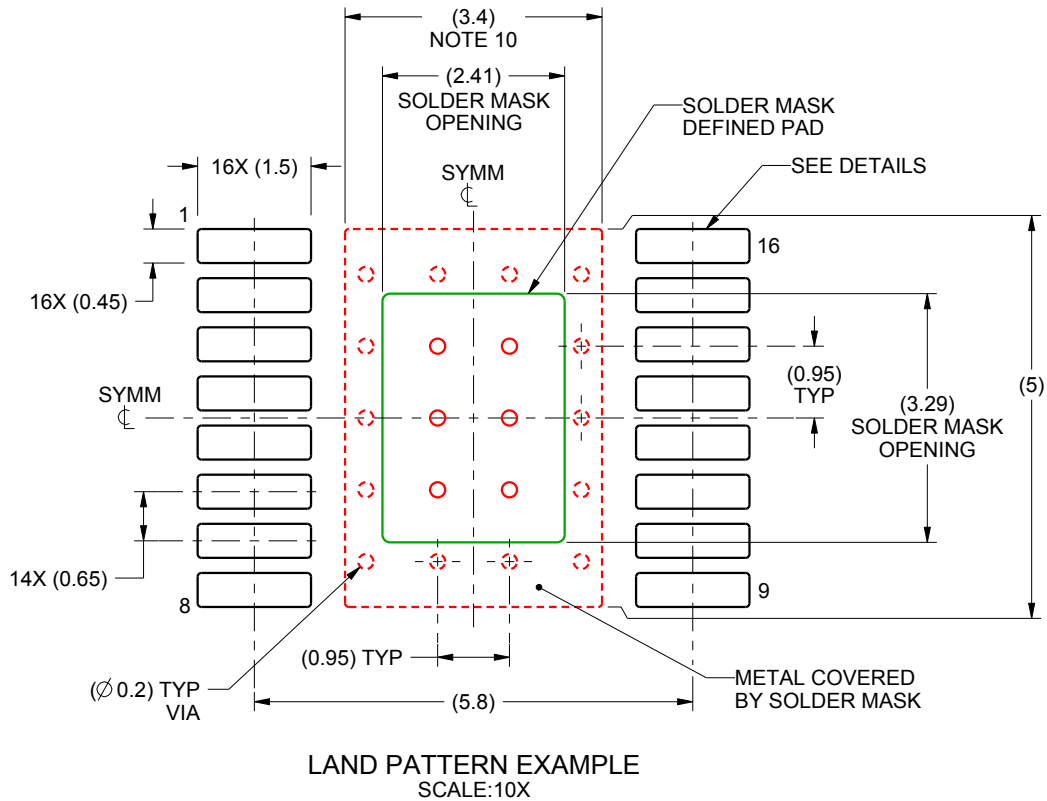 (3.4)
NOTE 10
(2.41)
SOLDER MASK
OPENING
SOLDER MASK
DEFINED PAD
16X (1.5)
SYMM
℄
SEE DETAILS
1
16
16X (0.45)
(0.95)
TYP
(5)
SYMM
℄
(3.29)
SOLDER MASK
OPENING
14X (0.65)
8
9
(0.95) TYP
(∅ 0.2) TYP
VIA
(5.8)
METAL COVERED
BY SOLDER MASK
LAND PATTERN EXAMPLE
SCALE:10X